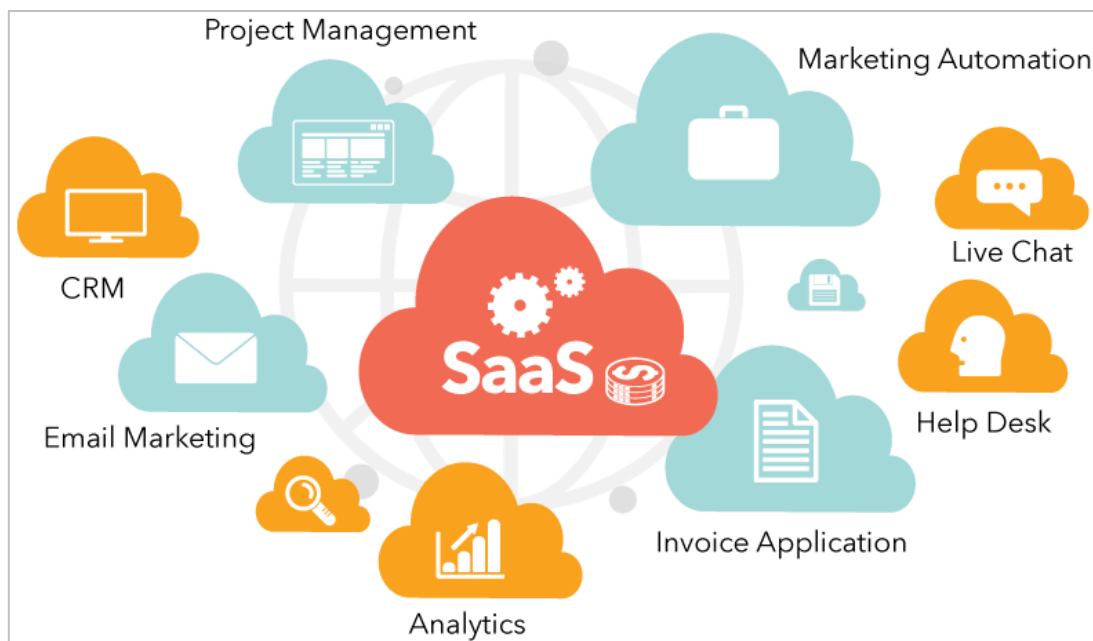 Project Management
Marketing Automation
CRM
Live Chat
SaaS
Email Marketing
Help Desk
Invoice Application
Analytics